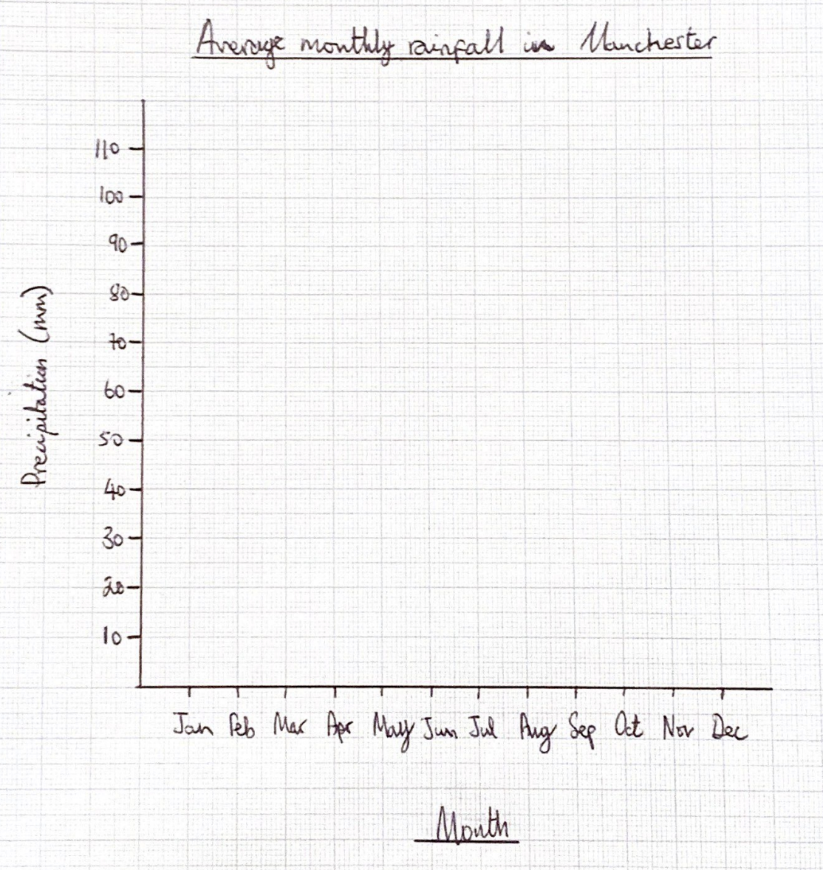 Average monthly rainfall in Manchester
110
100
90
80
70
60
50
40
30
20
10
Precipitation (mm)
Jan Feb Mar Apr May Jun Jul Aug Sep Oct Nov Dec
Month